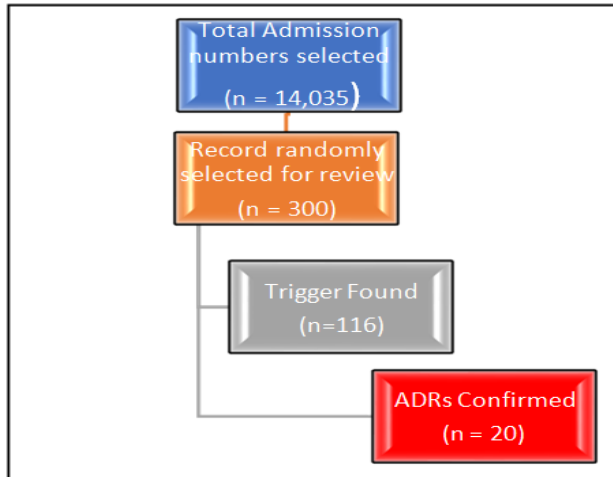 Total Admission
numbers selected
(n = 14,035)
Record randomly
selected for review
(n = 300)
Trigger Found
(n=116)
ADRs Confirmed
(n = 20)